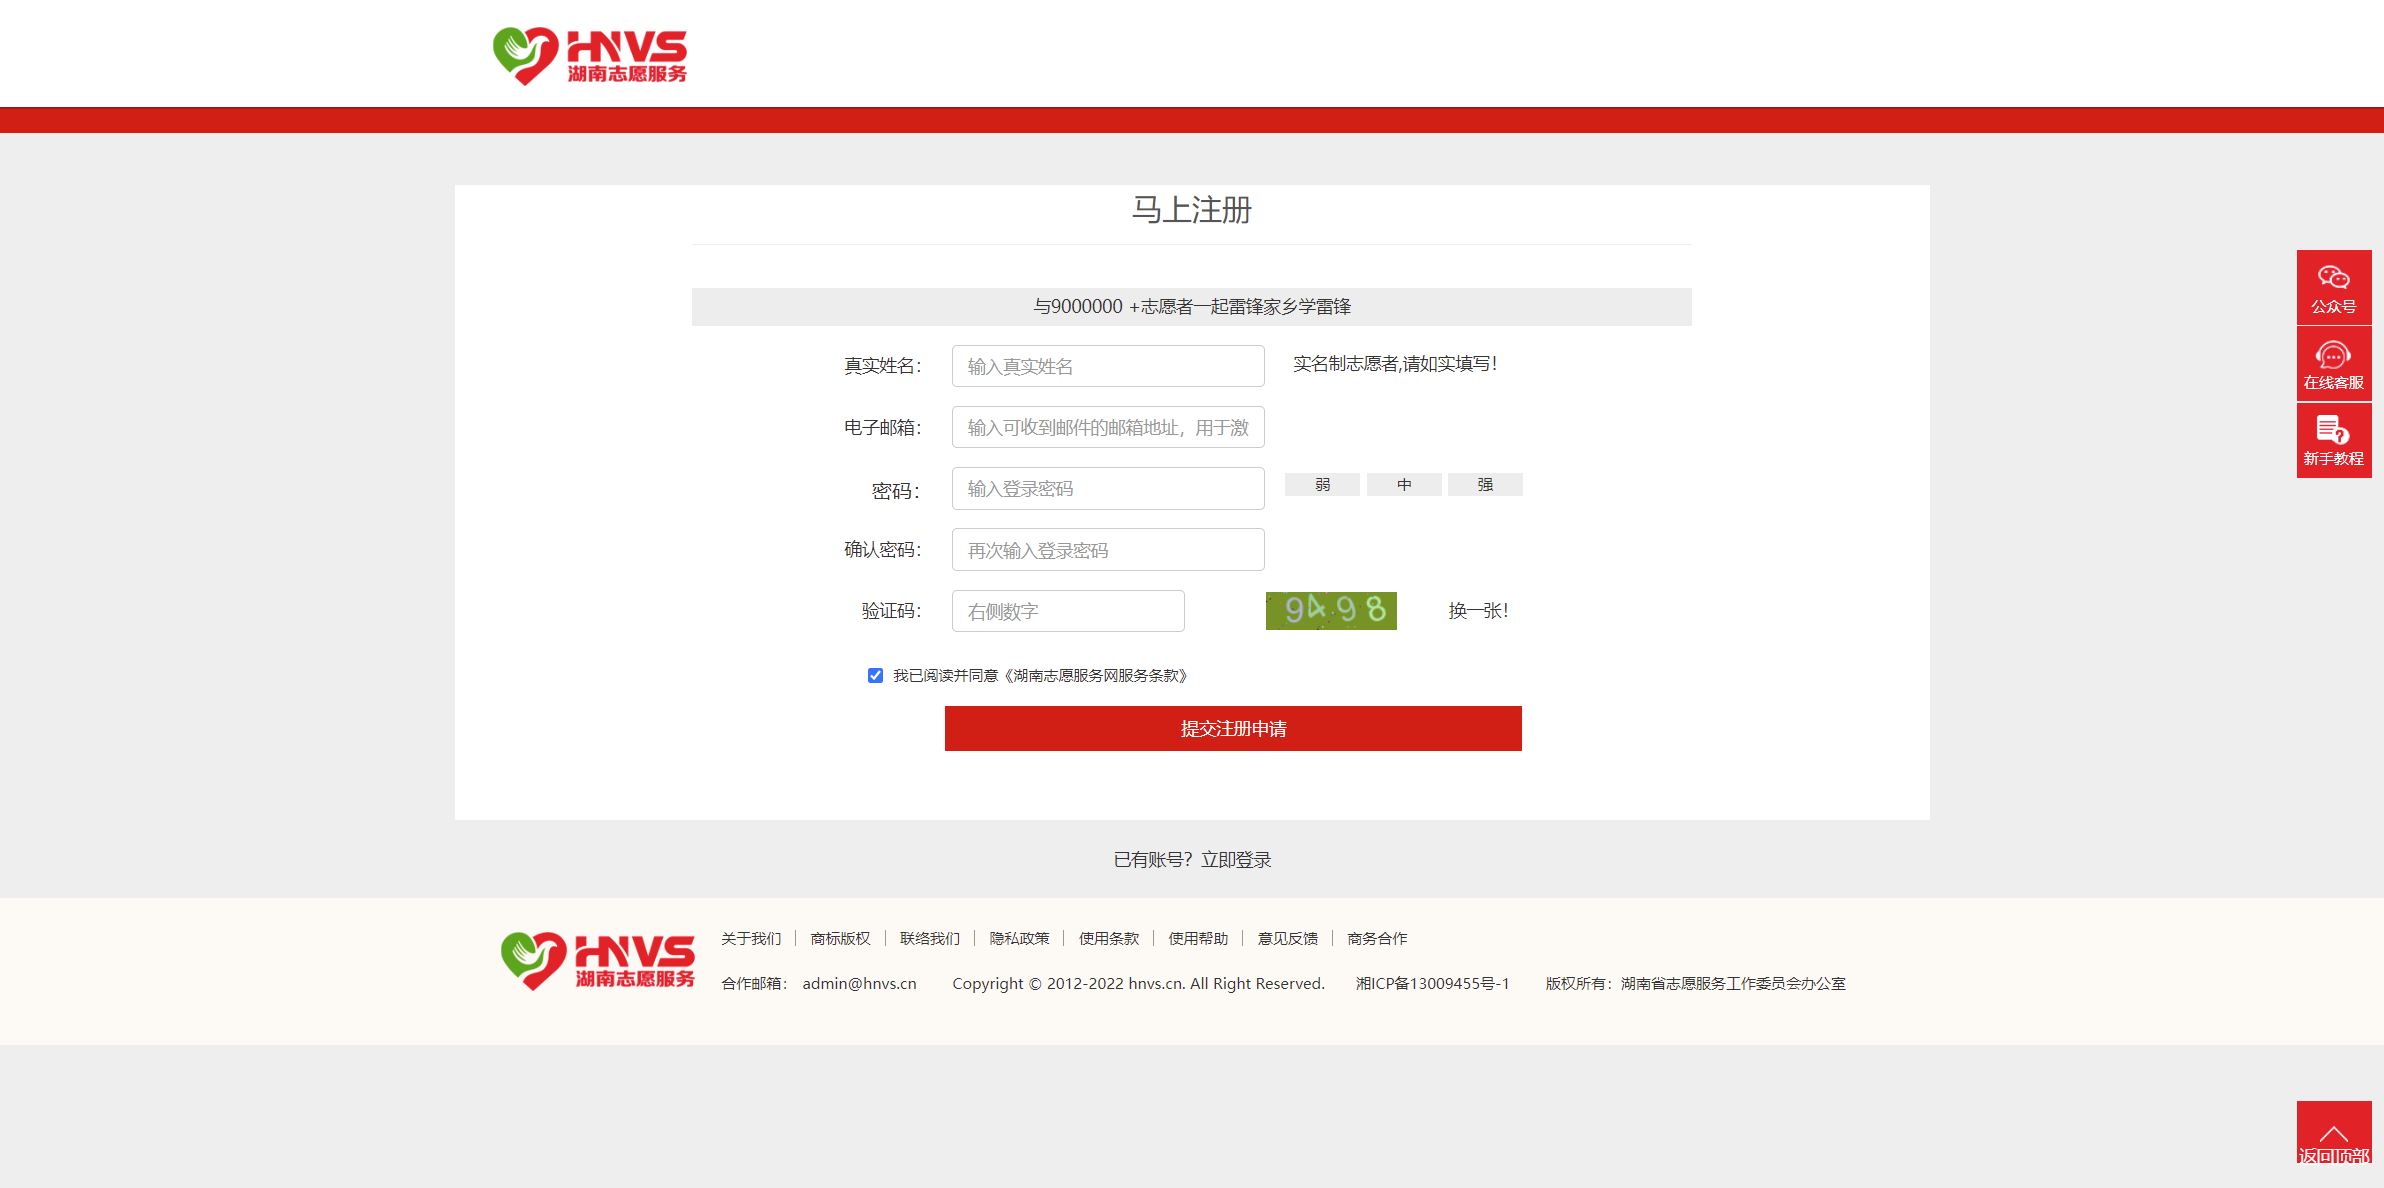 HNVS
湖南志愿服务
马上注册
与9000000 +志愿者一起雷锋家乡学雷锋
真实姓名： 输入真实姓名 实名制志愿者,请如实填写！
电子邮箱： 输入可收到邮件的邮箱地址，用于激
密码： 输入登录密码 弱 中 强
确认密码： 再次输入登录密码
验证码： 右侧数字 9498 换一张！
我已阅读并同意《湖南志愿服务网服务条款》
提交注册申请
已有账号？立即登录
公众号
在线客服
新手教程
HNVS
湖南志愿服务
关于我们 商标版权 联络我们 隐私政策 使用条款 使用帮助 意见反馈 商务合作
合作邮箱： admin@hnvs.cn Copyright © 2012-2022 hnvs.cn. All Right Reserved. 湘ICP备13009455号-1 版权所有：湖南省志愿服务工作委员会办公室
返回顶部